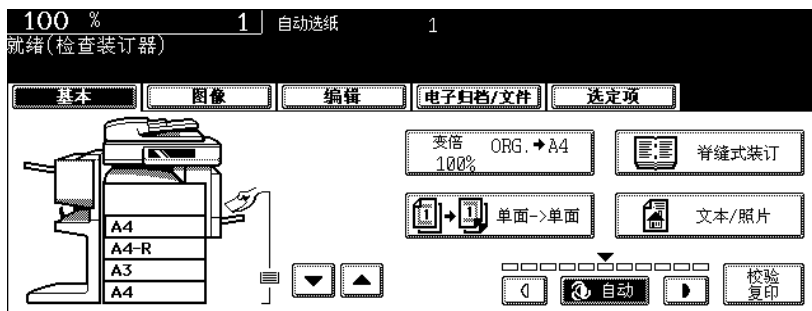 100 % 1 自动选纸 1
就绪(检查装订器)
基本 图像 编辑 电子归档/文件 选定项
变倍 ORG.➔A4
100%
脊缝式装订
1➔1 单面->单面
文本/照片
A4
A4-R
A3
A4
自动
校验
复印